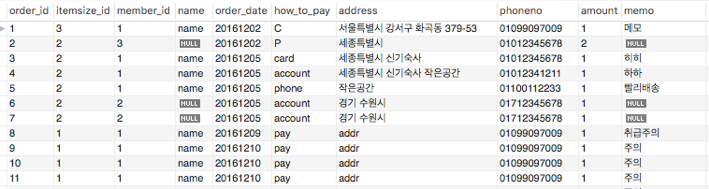 order_id itemsize_id member_id name order_date how_to_pay address phoneno amount memo
1 3 1 name 20161202 C 서울특별시 강서구 화곡동 379-53 01099097009 1 메모
2 2 3 NULL 20161202 P 세종특별시 01012345678 2 NULL
3 2 1 name 20161205 card 세종특별시 신기숙사 01012345678 1 히히
4 2 1 name 20161205 account 세종특별시 신기숙사 작은공간 01012341211 1 하하
5 2 1 name 20161205 phone 작은공간 01100112233 1 빨리배송
6 2 2 NULL 20161205 account 경기 수원시 01712345678 1 NULL
7 2 2 NULL 20161205 account 경기 수원시 01712345678 1 NULL
8 1 1 name 20161209 pay addr 01099097009 1 취급주의
9 1 1 name 20161210 pay addr 01099097009 1 주의
10 1 1 name 20161210 pay addr 01099097009 1 주의
11 1 1 name 20161210 pay addr 01099097009 1 주의